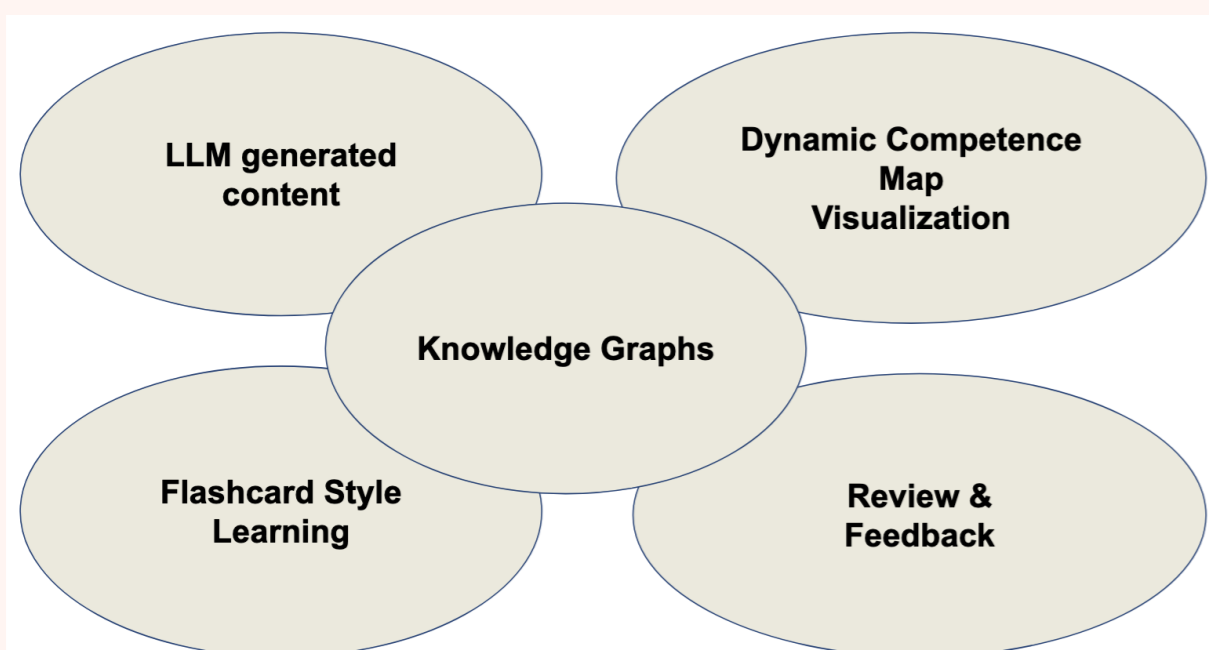 LLM generated
content
Dynamic Competence
Map
Visualization
Knowledge Graphs
Flashcard Style
Learning
Review &
Feedback